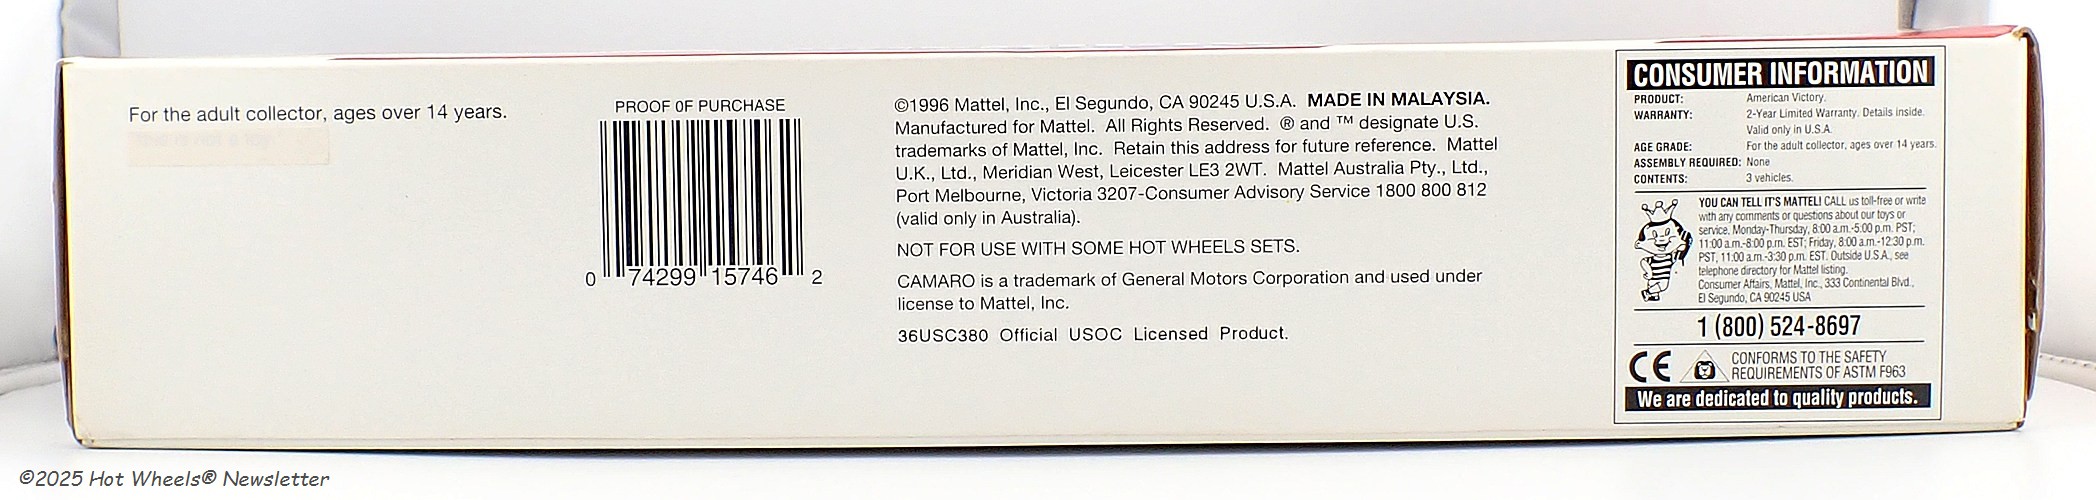 For the adult collector, ages over 14 years.
PROOF OF PURCHASE
0 74299 15746 2
©1996 Mattel, Inc., El Segundo, CA 90245 U.S.A. MADE IN MALAYSIA.
Manufactured for Mattel. All Rights Reserved. ® and ™ designate U.S.
trademarks of Mattel, Inc. Retain this address for future reference. Mattel
U.K., Ltd., Meridian West, Leicester LE3 2WT. Mattel Australia Pty., Ltd.,
Port Melbourne, Victoria 3207-Consumer Advisory Service 1800 800 812
(valid only in Australia).
NOT FOR USE WITH SOME HOT WHEELS SETS.
CAMARO is a trademark of General Motors Corporation and used under
license to Mattel, Inc.
36USC380 Official USOC Licensed Product.
CONSUMER INFORMATION
PRODUCT: American Victory.
WARRANTY: 2-Year Limited Warranty. Details inside.
Valid only in U.S.A.
AGE GRADE: For the adult collector, ages over 14 years.
ASSEMBLY REQUIRED: None
CONTENTS: 3 vehicles.
YOU CAN TELL IT'S MATTEL! CALL us toll-free or write
with any comments or questions about our toys or
service. Monday-Thursday, 8:00 a.m.-5:00 p.m. PST;
11:00 a.m.-8:00 p.m. EST; Friday, 8:00 a.m.-12:30 p.m.
PST, 11:00 a.m.-3:30 p.m. EST. Outside U.S.A., see
telephone directory for Mattel listing.
Consumer Affairs, Mattel, Inc., 333 Continental Blvd.,
El Segundo, CA 90245 USA
1 (800) 524-8697
CE
CONFORMS TO THE SAFETY
REQUIREMENTS OF ASTM F963
We are dedicated to quality products.
©2025 Hot Wheels® Newsletter